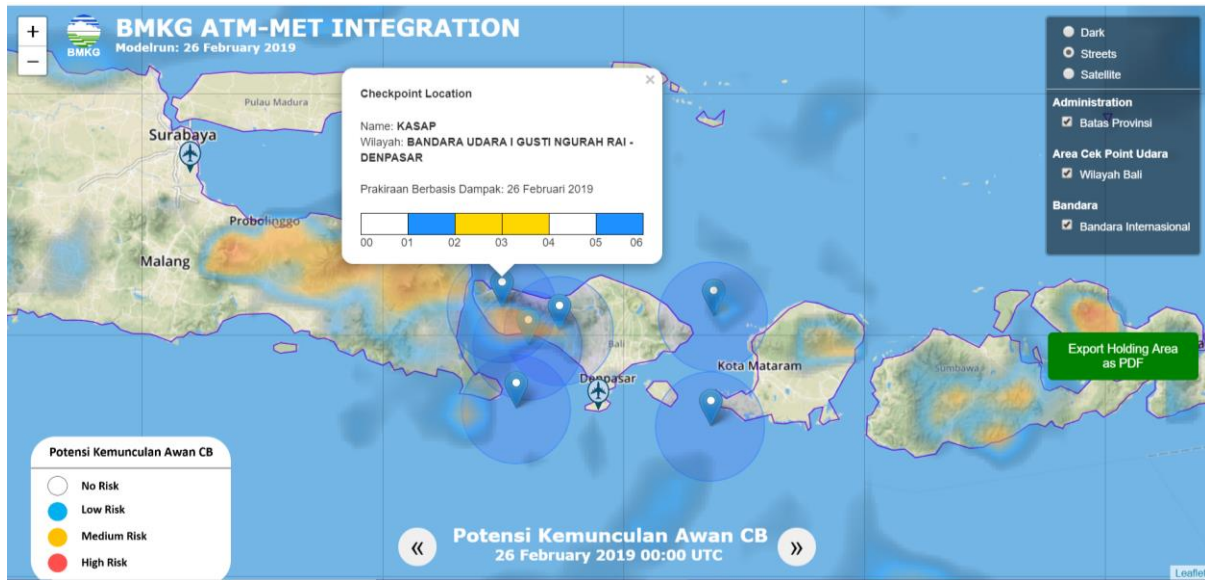 +
−
BMKG
BMKG ATM-MET INTEGRATION
Modelrun: 26 February 2019
×
Checkpoint Location
Name: KASAP
Wilayah: BANDARA UDARA I GUSTI NGURAH RAI -
DENPASAR
Prakiraan Berbasis Dampak: 26 Februari 2019
00 01 02 03 04 05 06
Dark
Streets
Satellite
Administration
Batas Provinsi
Area Cek Point Udara
Wilayah Bali
Bandara
Bandara Internasional
Pulau Madura
Surabaya
Probolinggo
Malang
Bali
Denpasar
Kota Mataram
Sumbawa
Export Holding Area
as PDF
Potensi Kemunculan Awan CB
No Risk
Low Risk
Medium Risk
High Risk
«
Potensi Kemunculan Awan CB
26 February 2019 00:00 UTC
»
Leaflet